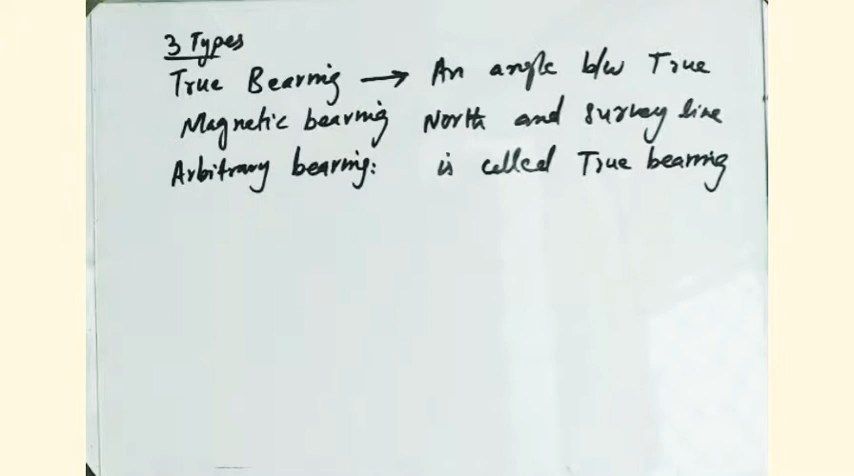 3 Types
True Bearing → An angle b/w True
Magnetic bearing North and survey line
Arbitrary bearing: is called True bearing